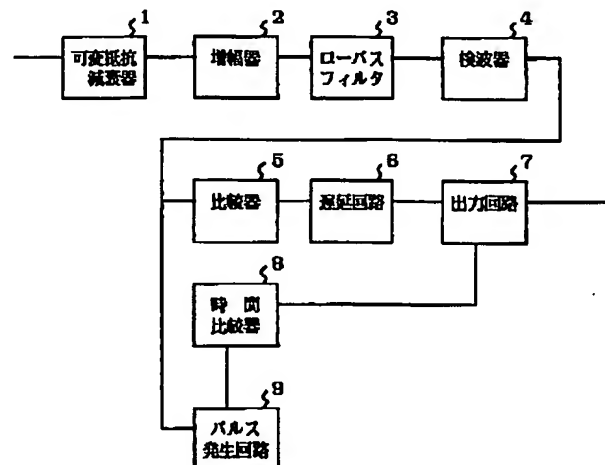 1
可変抵抗
減衰器
2
増幅器
3
ローパス
フィルタ
4
検波器
5
比較器
6
遅延回路
7
出力回路
8
時間
比較器
9
パルス
発生回路